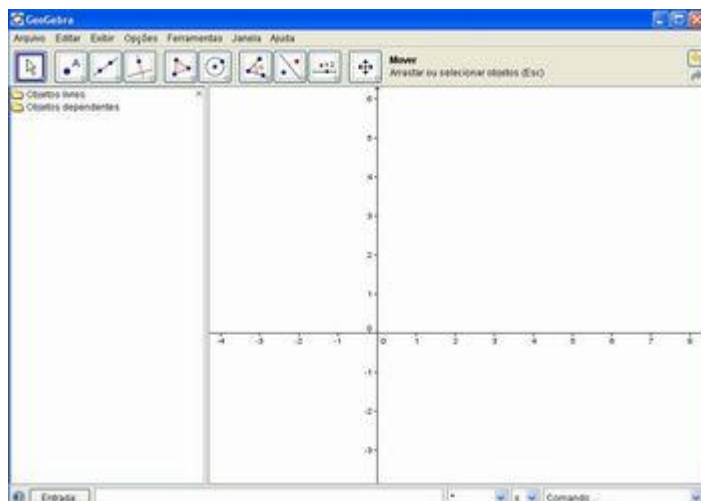 GeoGebra
Arquivo Editar Exibir Opções Ferramentas Janela Ajuda
A
a=2
Mover
Arrastar ou selecionar objetos (Esc)
Objetos livres
Objetos dependentes
6
5
4
3
2
1
0
-4 -3 -2 -1 0 1 2 3 4 5 6 7 8
-1
-2
-3
Entrada
Comando